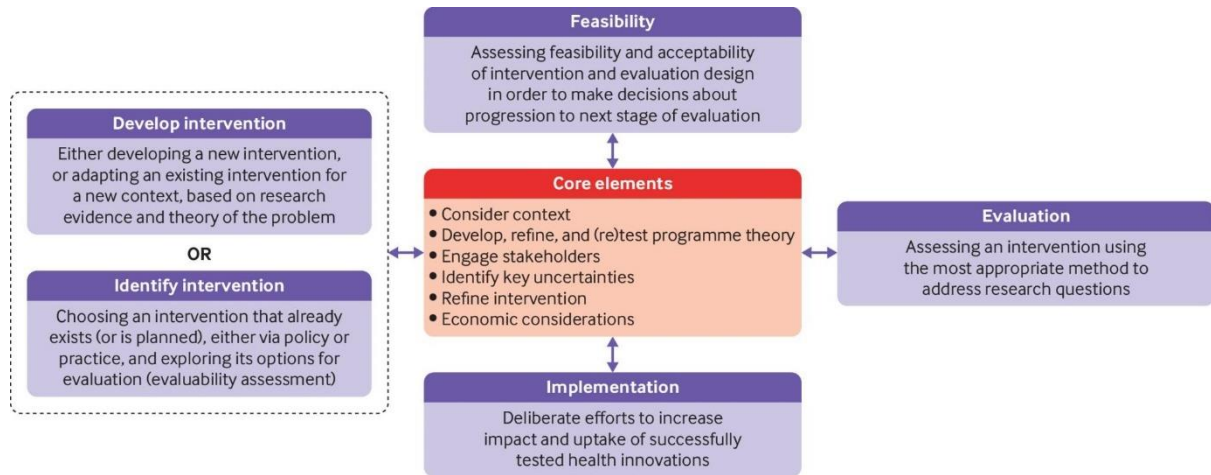 Feasibility
Assessing feasibility and acceptability
of intervention and evaluation design
in order to make decisions about
progression to next stage of evaluation
Develop intervention
Either developing a new intervention,
or adapting an existing intervention for
a new context, based on research
evidence and theory of the problem
OR
Identify intervention
Choosing an intervention that already
exists (or is planned), either via policy or
practice, and exploring its options for
evaluation (evaluability assessment)
Core elements
• Consider context
• Develop, refine, and (re)test programme theory
• Engage stakeholders
• Identify key uncertainties
• Refine intervention
• Economic considerations
Evaluation
Assessing an intervention using
the most appropriate method to
address research questions
Implementation
Deliberate efforts to increase
impact and uptake of successfully
tested health innovations